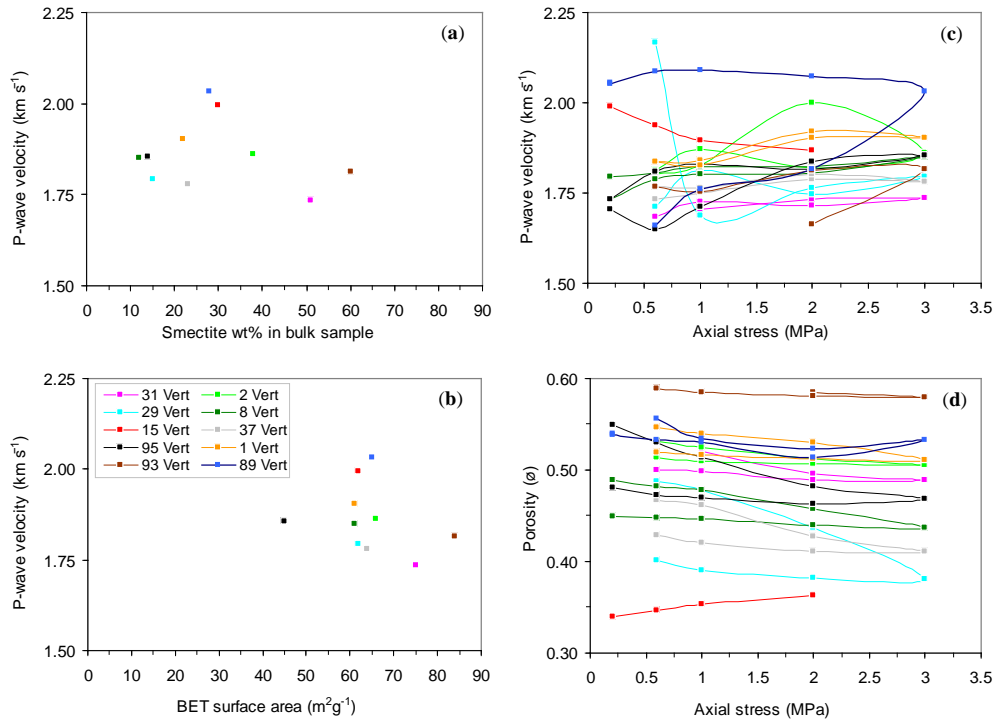 2.25
2.00
1.75
1.50
P-wave velocity (km s⁻¹)
(a)
0 10 20 30 40 50 60 70 80 90
Smectite wt% in bulk sample
2.25
2.00
1.75
1.50
P-wave velocity (km s⁻¹)
(c)
0 0.5 1 1.5 2 2.5 3 3.5
Axial stress (MPa)
2.25
2.00
1.75
1.50
P-wave velocity (km s⁻¹)
(b)
31 Vert 2 Vert
29 Vert 8 Vert
15 Vert 37 Vert
95 Vert 1 Vert
93 Vert 89 Vert
0 10 20 30 40 50 60 70 80 90
BET surface area (m²g⁻¹)
0.60
0.50
0.40
0.30
Porosity (ø)
(d)
0 0.5 1 1.5 2 2.5 3 3.5
Axial stress (MPa)